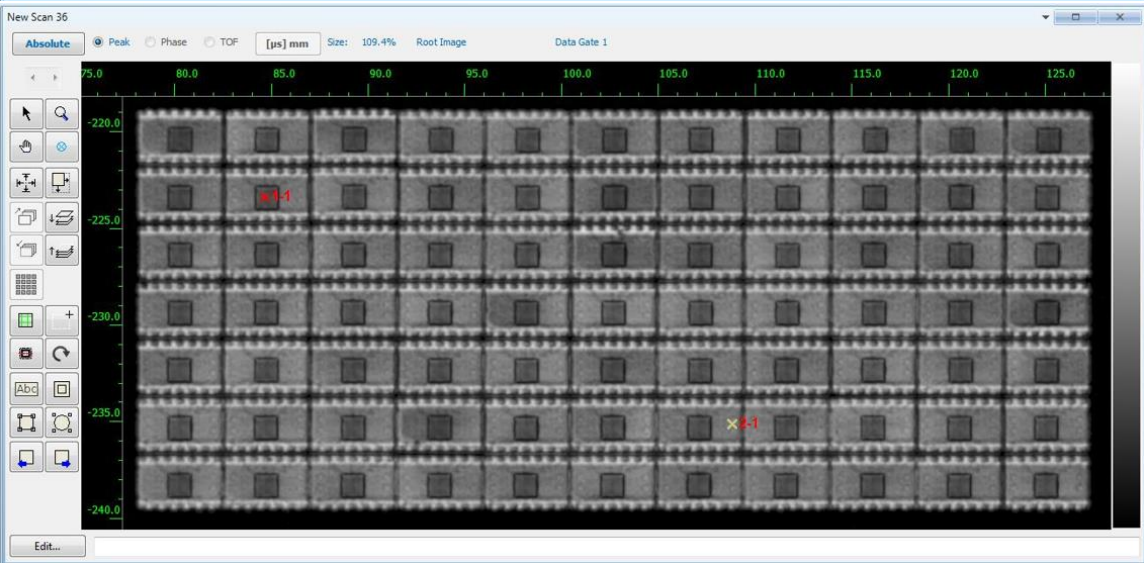 New Scan 36
Absolute Peak Phase TOF [µs] mm Size: 109.4% Root Image Data Gate 1
75.0 80.0 85.0 90.0 95.0 100.0 105.0 110.0 115.0 120.0 125.0
-220.0
1-1
-225.0
-230.0
Abc
-235.0
2-1
-240.0
Edit...